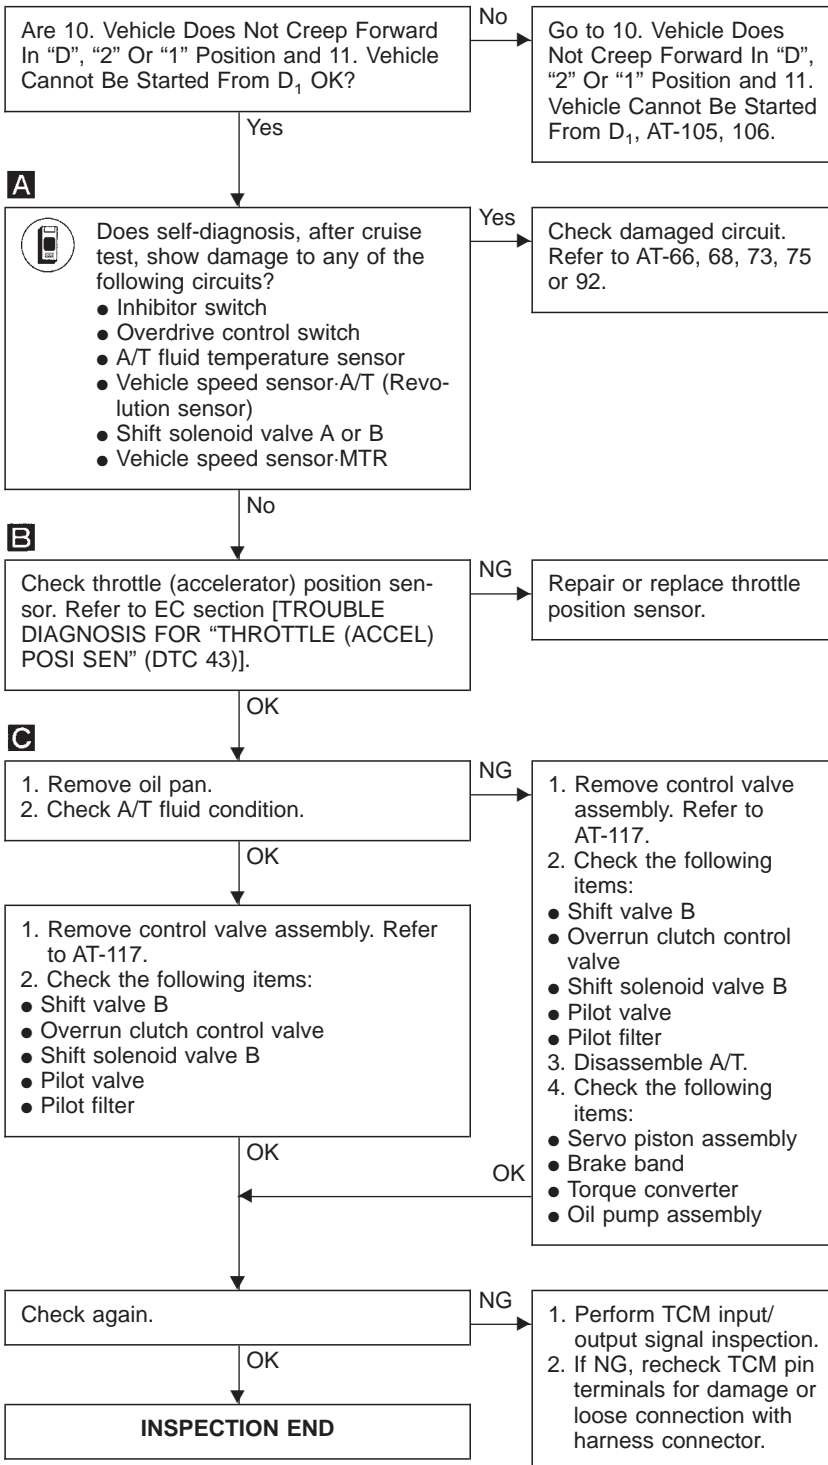 Are 10. Vehicle Does Not Creep Forward
In “D”, “2” Or “1” Position and 11. Vehicle
Cannot Be Started From D1 OK?
No
Go to 10. Vehicle Does
Not Creep Forward In “D”,
“2” Or “1” Position and 11.
Vehicle Cannot Be Started
From D1, AT-105, 106.
Yes
A
Does self-diagnosis, after cruise
test, show damage to any of the
following circuits?
● Inhibitor switch
● Overdrive control switch
● A/T fluid temperature sensor
● Vehicle speed sensor·A/T (Revo-
lution sensor)
● Shift solenoid valve A or B
● Vehicle speed sensor·MTR
Yes
Check damaged circuit.
Refer to AT-66, 68, 73, 75
or 92.
No
B
Check throttle (accelerator) position sen-
sor. Refer to EC section [TROUBLE
DIAGNOSIS FOR “THROTTLE (ACCEL)
POSI SEN” (DTC 43)].
NG
Repair or replace throttle
position sensor.
OK
C
1. Remove oil pan.
2. Check A/T fluid condition.
NG
1. Remove control valve
assembly. Refer to
AT-117.
2. Check the following
items:
● Shift valve B
● Overrun clutch control
valve
● Shift solenoid valve B
● Pilot valve
● Pilot filter
3. Disassemble A/T.
4. Check the following
items:
● Servo piston assembly
● Brake band
● Torque converter
● Oil pump assembly
OK
1. Remove control valve assembly. Refer
to AT-117.
2. Check the following items:
● Shift valve B
● Overrun clutch control valve
● Shift solenoid valve B
● Pilot valve
● Pilot filter
OK
OK
Check again.
NG
1. Perform TCM input/
output signal inspection.
2. If NG, recheck TCM pin
terminals for damage or
loose connection with
harness connector.
OK
INSPECTION END